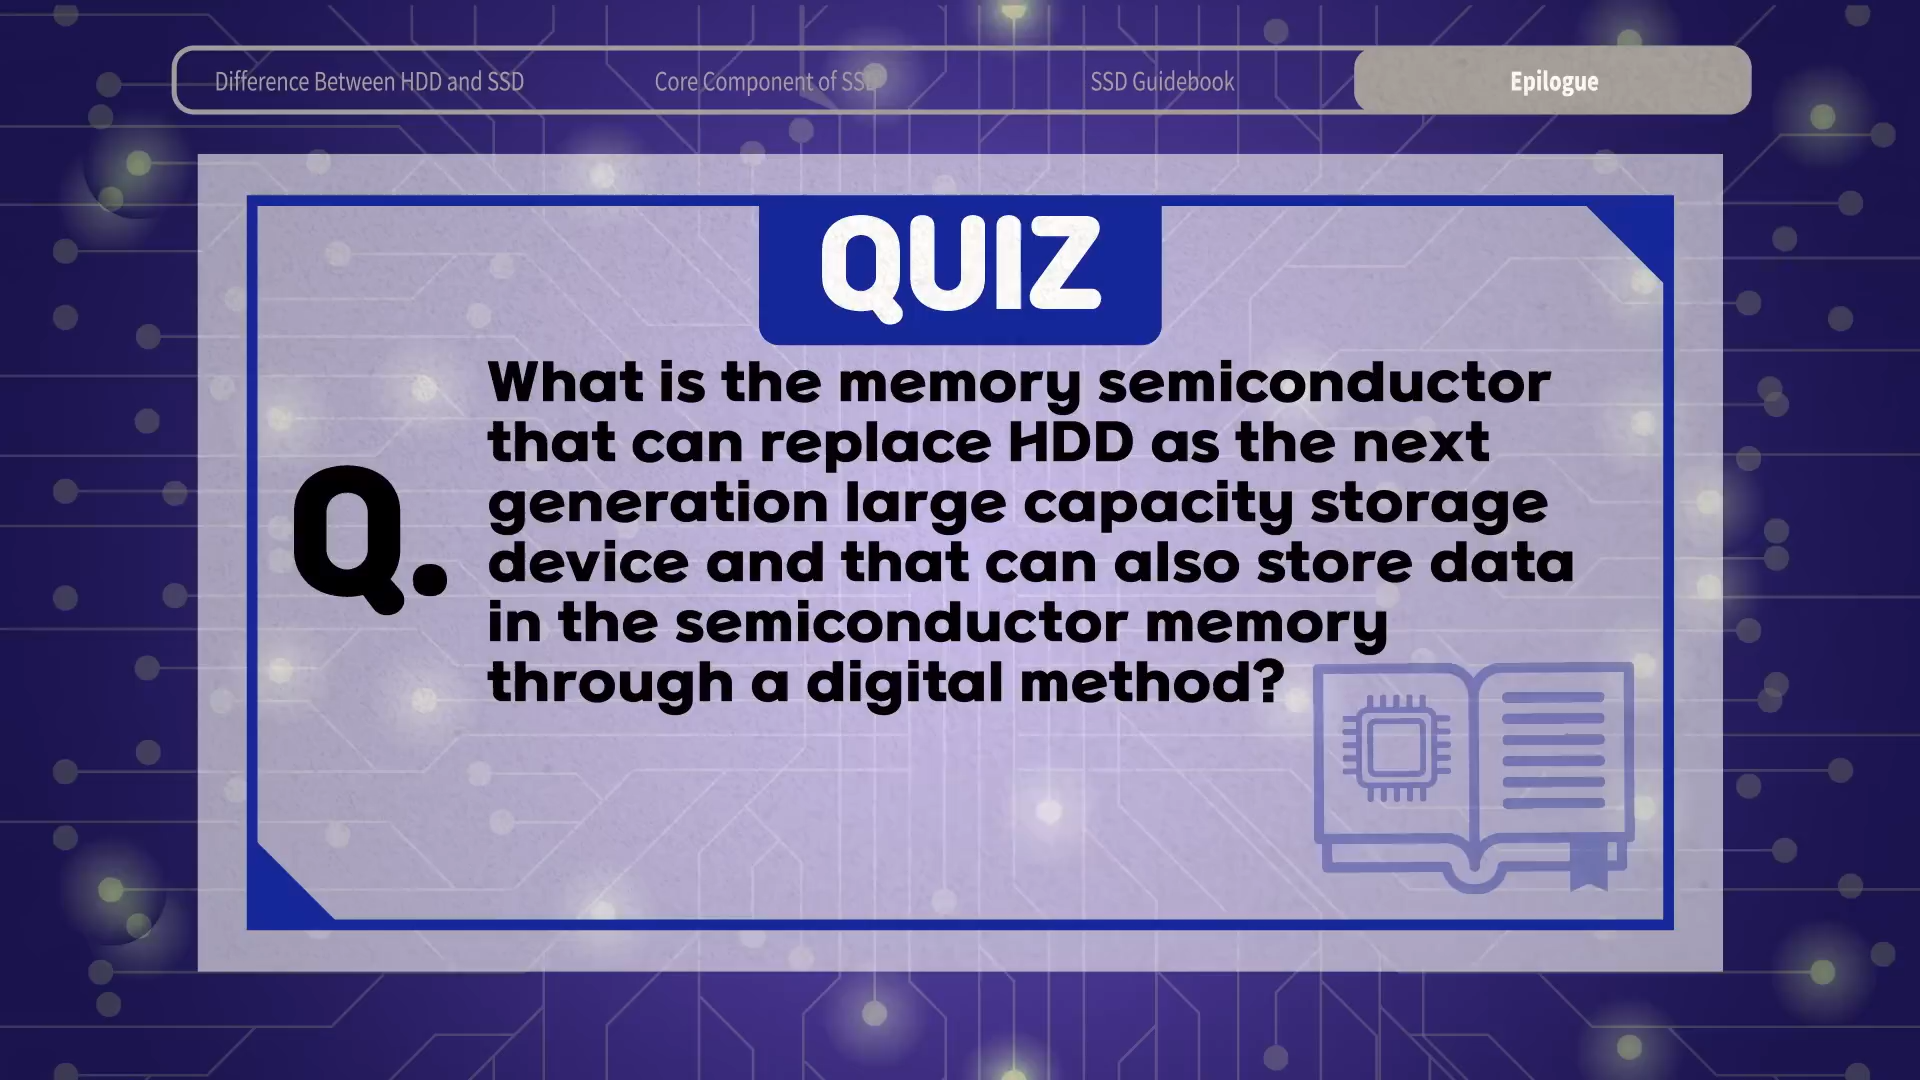 Difference Between HDD and SSD
Core Component of SSD
SSD Guidebook
Epilogue
QUIZ
Q.
What is the memory semiconductor
that can replace HDD as the next
generation large capacity storage
device and that can also store data
in the semiconductor memory
through a digital method?